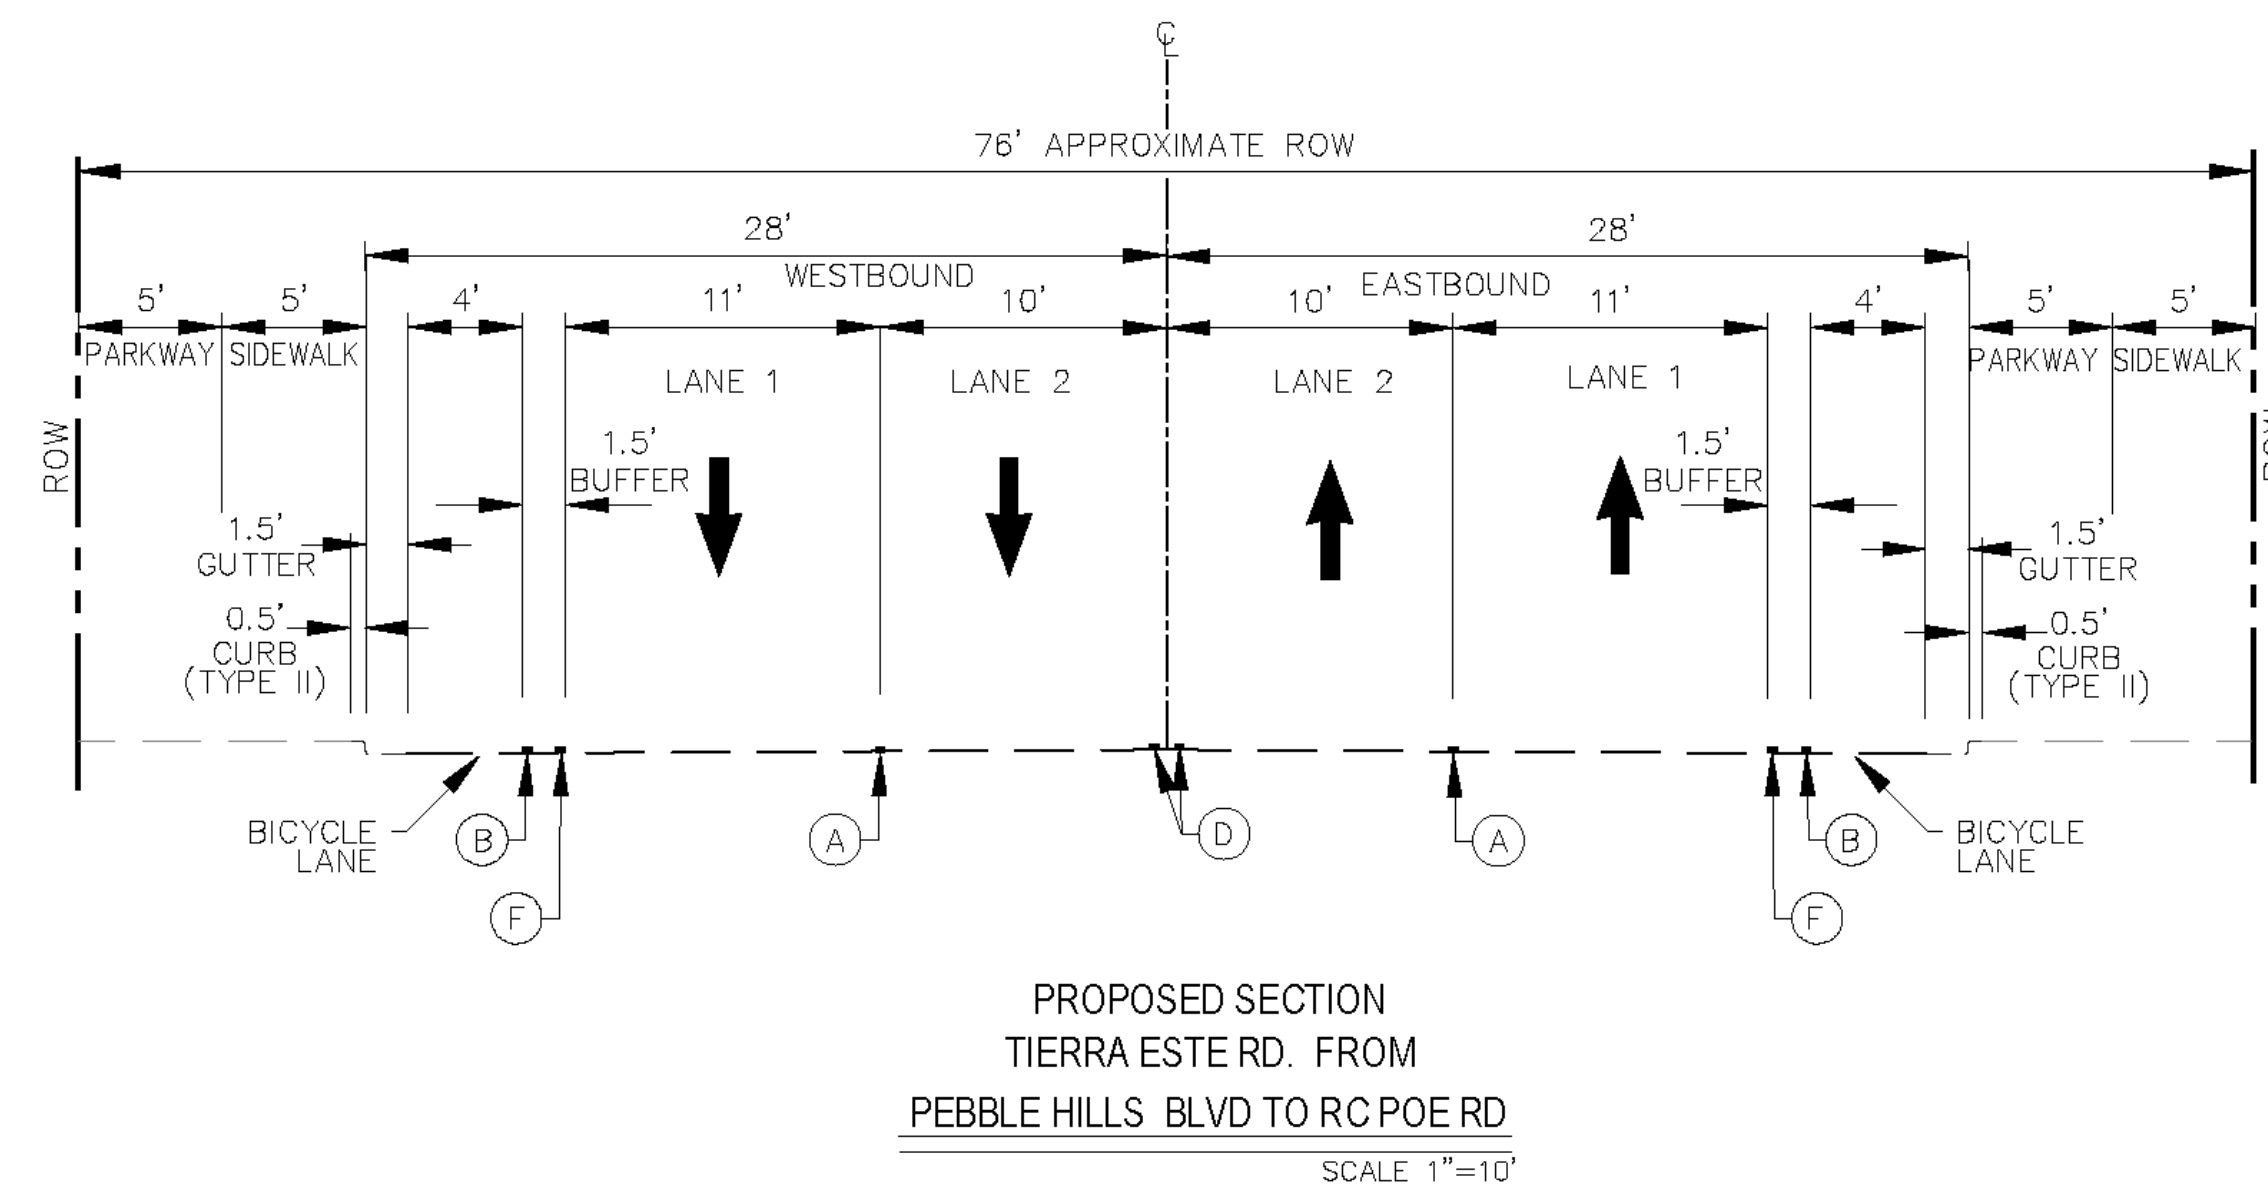 CL
76' APPROXIMATE ROW
28' 28'
WESTBOUND EASTBOUND
5' 5' 4' 11' 10' 10' 11' 4' 5' 5'
PARKWAY SIDEWALK PARKWAY SIDEWALK
LANE 1 LANE 2 LANE 2 LANE 1
ROW ROW
1.5' 1.5'
BUFFER BUFFER
1.5' 1.5'
GUTTER GUTTER
0.5' 0.5'
CURB CURB
(TYPE II) (TYPE II)
BICYCLE B A D A B BICYCLE
LANE LANE
F F
PROPOSED SECTION
TIERRA ESTE RD. FROM
PEBBLE HILLS BLVD TO RC POE RD
SCALE 1"=10'